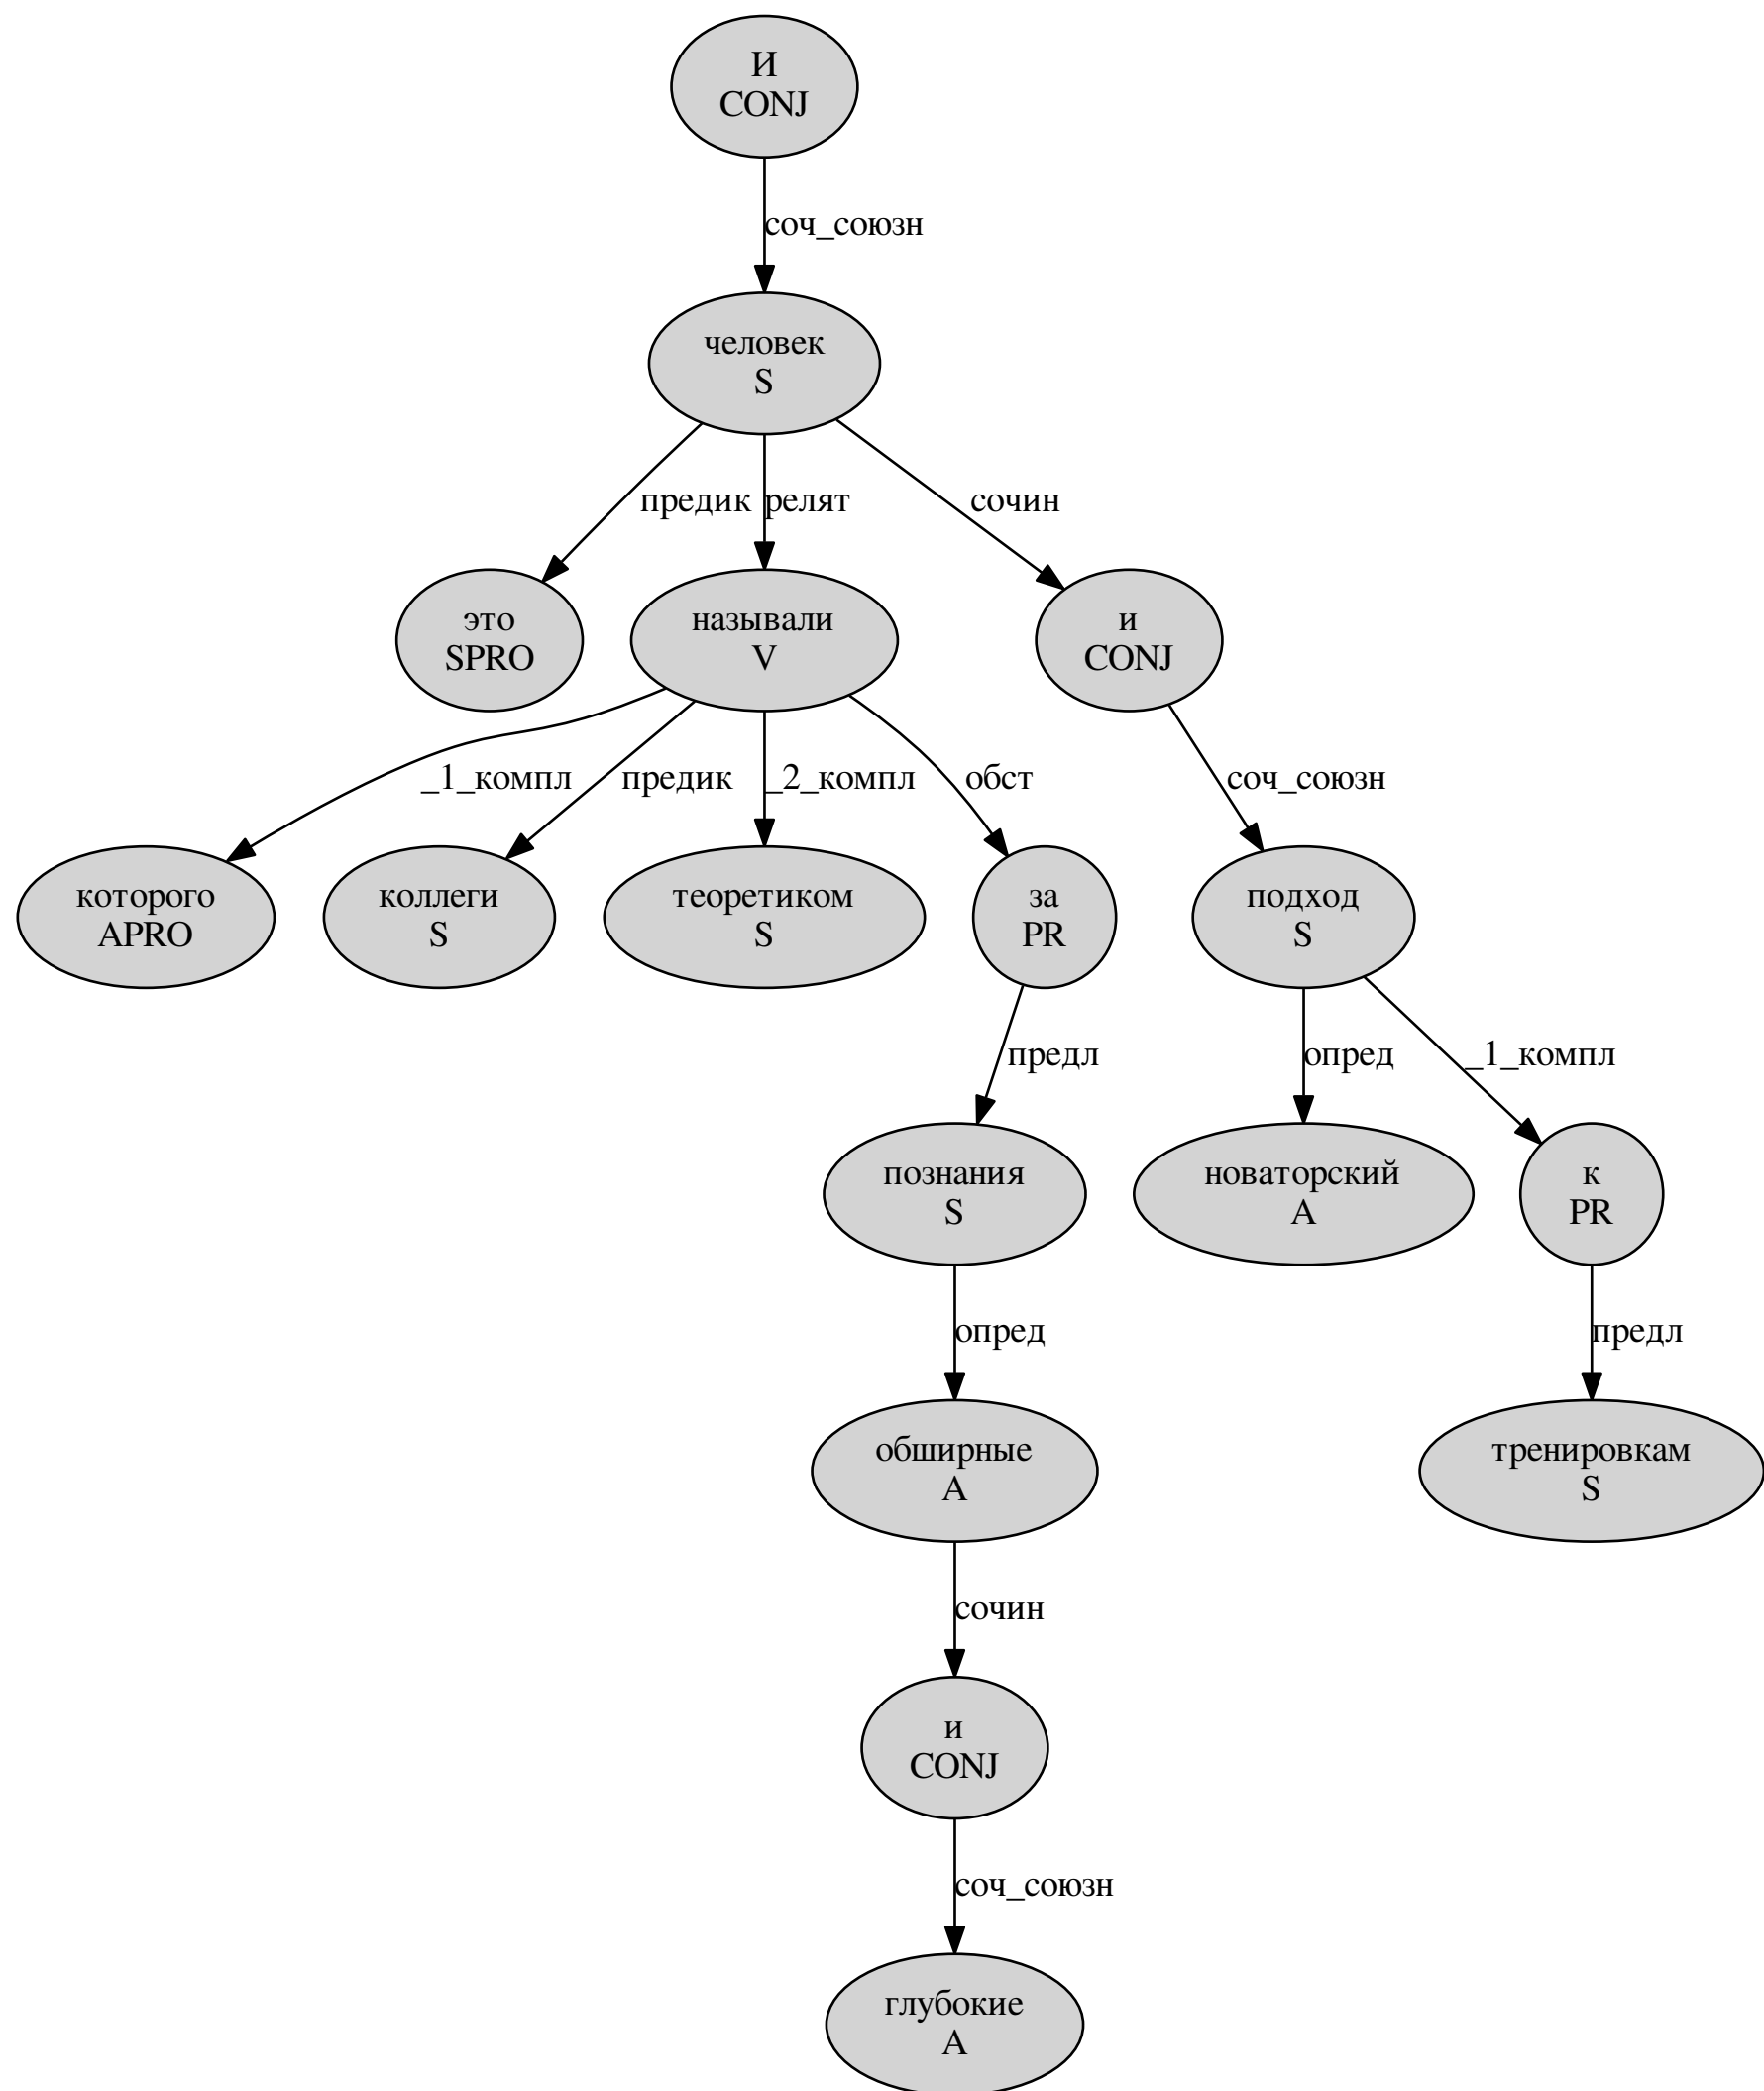 И
CONJ
соч_союзн
человек
S
предик
релят
сочин
это
SPRO
называли
V
и
CONJ
_1_компл
предик
_2_компл
обст
соч_союзн
которого
APRO
коллеги
S
теоретиком
S
за
PR
подход
S
предл
опред
_1_компл
познания
S
новаторский
A
к
PR
опред
предл
обширные
A
тренировкам
S
сочин
и
CONJ
соч_союзн
глубокие
A